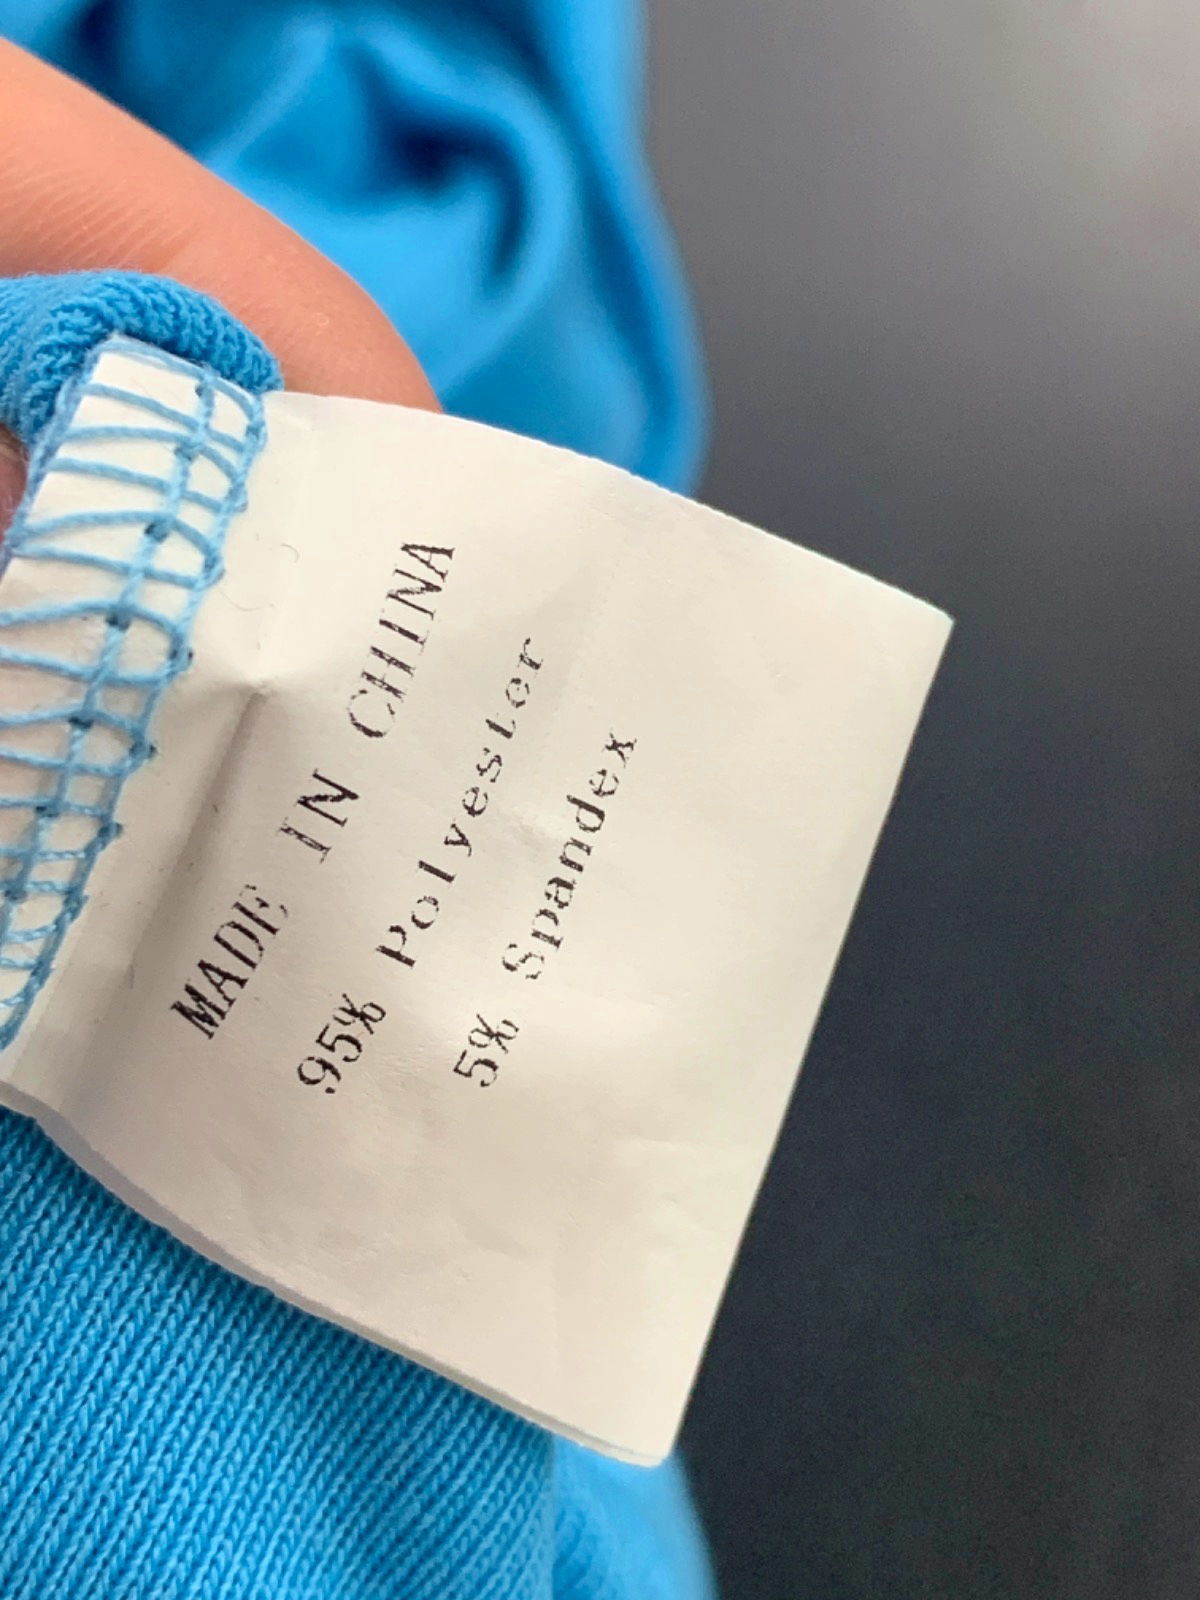 MADE IN CHINA
95% Polyester
5% Spandex